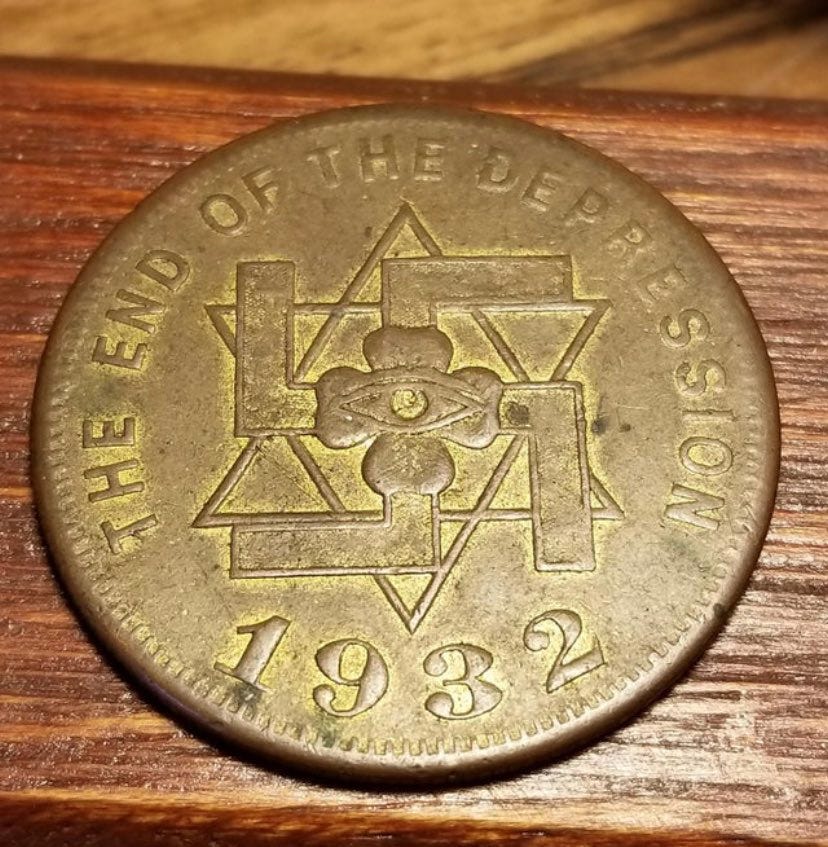 THE END OF THE DEPRESSION
1932